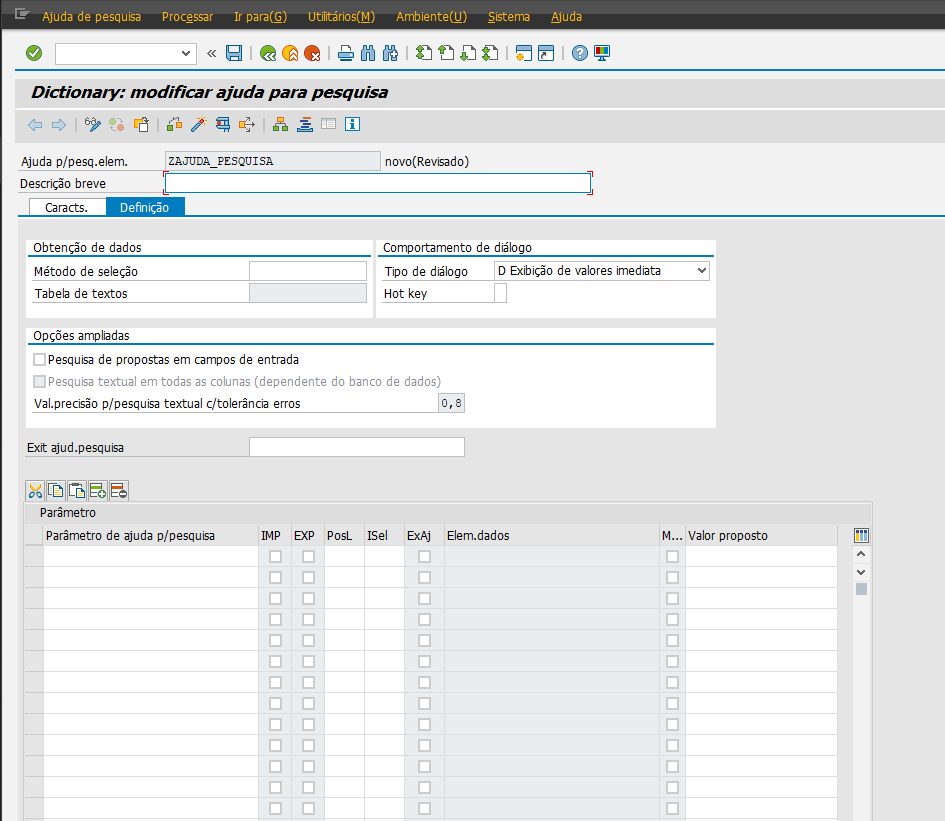 Ajuda de pesquisa Processar Ir para(G) Utilitários(M) Ambiente(U) Sistema Ajuda
Dictionary: modificar ajuda para pesquisa
Ajuda p/pesq.elem. ZAJUDA_PESQUISA novo(Revisado)
Descrição breve
Caracts. Definição
Obtenção de dados Comportamento de diálogo
Método de seleção Tipo de diálogo D Exibição de valores imediata
Tabela de textos Hot key
Opções ampliadas
Pesquisa de propostas em campos de entrada
Pesquisa textual em todas as colunas (dependente do banco de dados)
Val.precisão p/pesquisa textual c/tolerância erros 0,8
Exit ajud.pesquisa
Parâmetro
Parâmetro de ajuda p/pesquisa IMP EXP PosL ISel ExAj Elem.dados M... Valor proposto